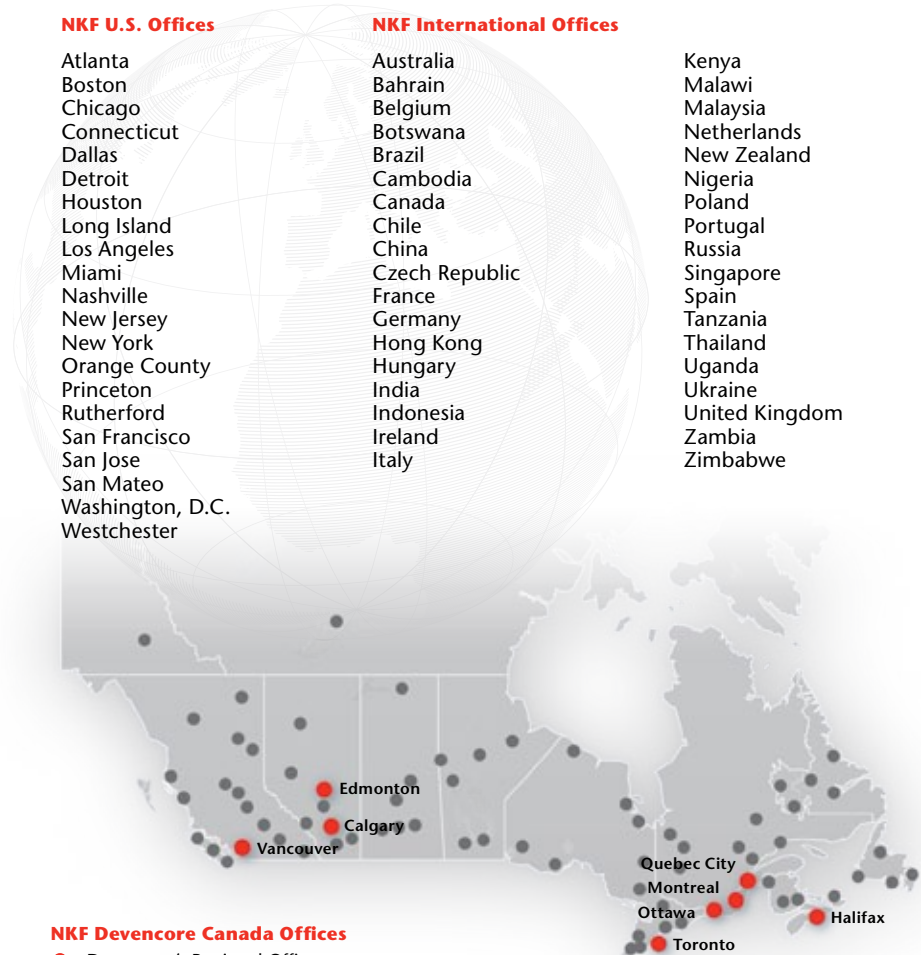 NKF U.S. Offices
Atlanta
Boston
Chicago
Connecticut
Dallas
Detroit
Houston
Long Island
Los Angeles
Miami
Nashville
New Jersey
New York
Orange County
Princeton
Rutherford
San Francisco
San Jose
San Mateo
Washington, D.C.
Westchester
NKF International Offices
Australia
Bahrain
Belgium
Botswana
Brazil
Cambodia
Canada
Chile
China
Czech Republic
France
Germany
Hong Kong
Hungary
India
Indonesia
Ireland
Italy
Kenya
Malawi
Malaysia
Netherlands
New Zealand
Nigeria
Poland
Portugal
Russia
Singapore
Spain
Tanzania
Thailand
Uganda
Ukraine
United Kingdom
Zambia
Zimbabwe
Edmonton
Calgary
Vancouver
Quebec City
Montreal
Ottawa
Halifax
Toronto
NKF Devencore Canada Offices